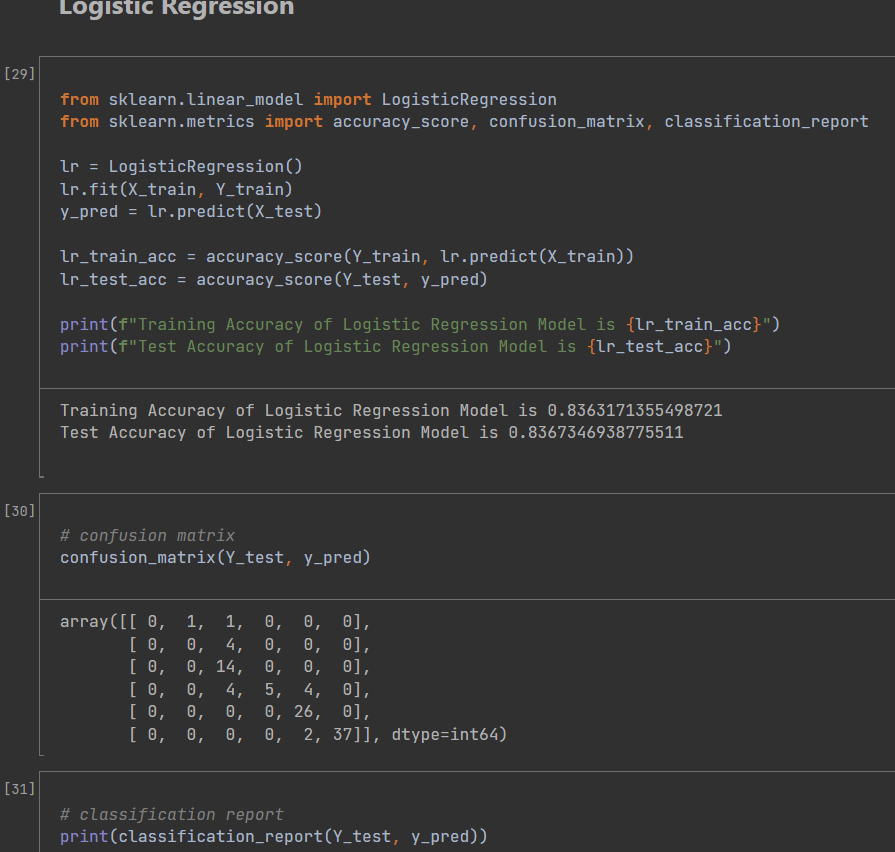 Logistic Regression
[29]
from sklearn.linear_model import LogisticRegression
from sklearn.metrics import accuracy_score, confusion_matrix, classification_report
lr = LogisticRegression()
lr.fit(X_train, Y_train)
y_pred = lr.predict(X_test)
lr_train_acc = accuracy_score(Y_train, lr.predict(X_train))
lr_test_acc = accuracy_score(Y_test, y_pred)
print(f"Training Accuracy of Logistic Regression Model is {lr_train_acc}")
print(f"Test Accuracy of Logistic Regression Model is {lr_test_acc}")
Training Accuracy of Logistic Regression Model is 0.8363171355498721
Test Accuracy of Logistic Regression Model is 0.8367346938775511
[30]
# confusion matrix
confusion_matrix(Y_test, y_pred)
array([[ 0,  1,  1,  0,  0,  0],
       [ 0,  0,  4,  0,  0,  0],
       [ 0,  0, 14,  0,  0,  0],
       [ 0,  0,  4,  5,  4,  0],
       [ 0,  0,  0,  0, 26,  0],
       [ 0,  0,  0,  0,  2, 37]], dtype=int64)
[31]
# classification report
print(classification_report(Y_test, y_pred))